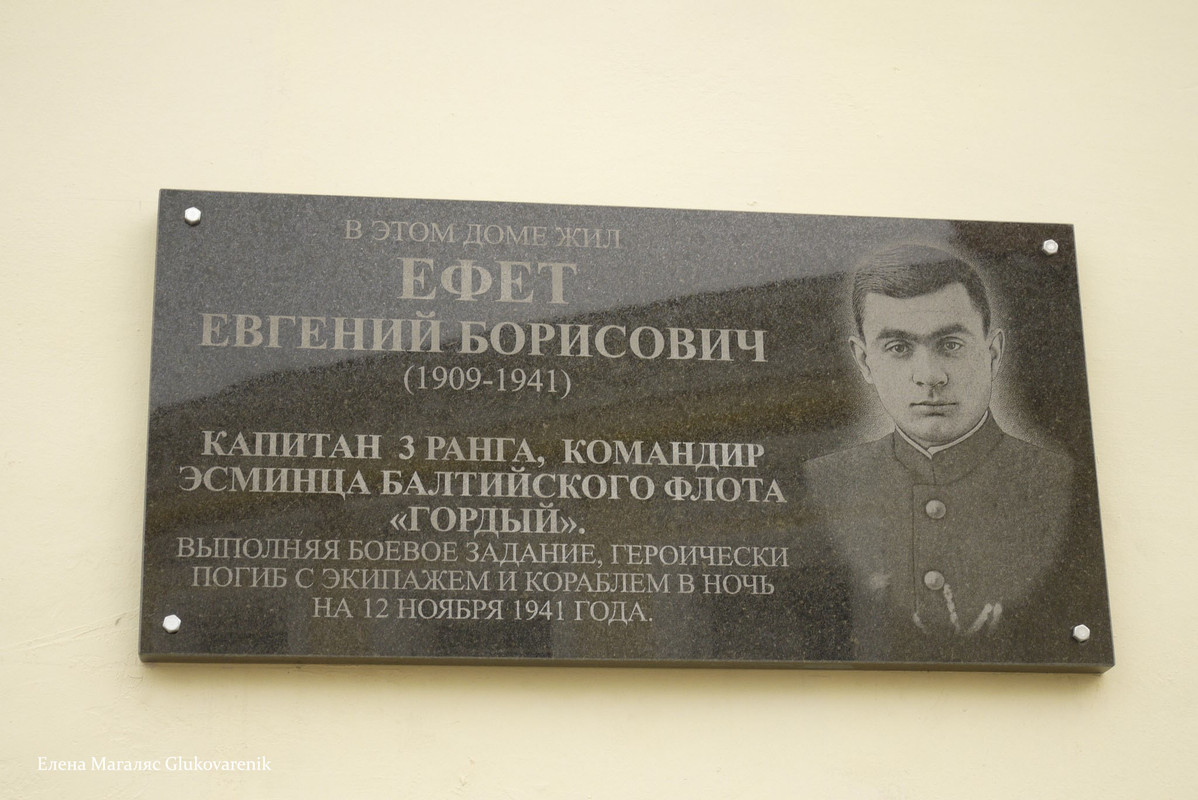 В ЭТОМ ДОМЕ ЖИЛ
ЕФЕТ
ЕВГЕНИЙ БОРИСОВИЧ
(1909-1941)
КАПИТАН 3 РАНГА, КОМАНДИР
ЭСМИНЦА БАЛТИЙСКОГО ФЛОТА
«ГОРДЫЙ».
ВЫПОЛНЯЯ БОЕВОЕ ЗАДАНИЕ, ГЕРОИЧЕСКИ
ПОГИБ С ЭКИПАЖЕМ И КОРАБЛЕМ В НОЧЬ
НА 12 НОЯБРЯ 1941 ГОДА.
Елена Магаляс Glukovarenik